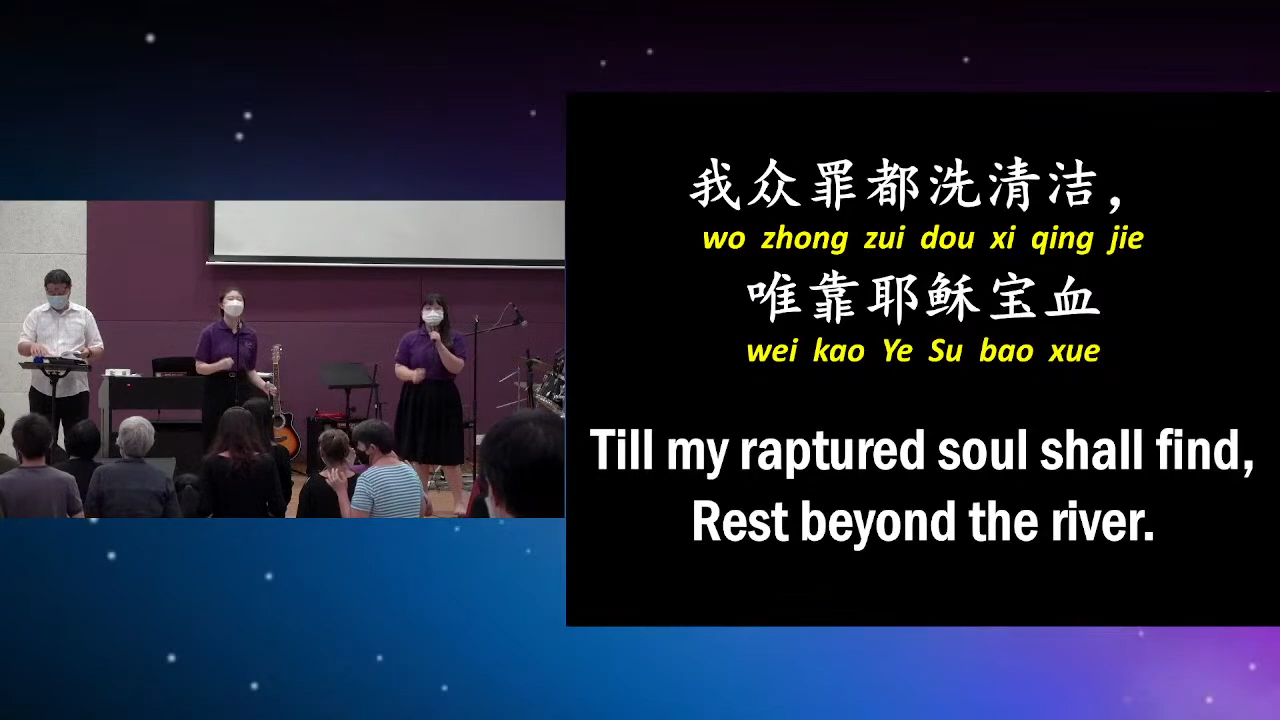 我众罪都洗清洁，
wo zhong zui dou xi qing jie
唯靠耶稣宝血
wei kao Ye Su bao xue
Till my raptured soul shall find,
Rest beyond the river.